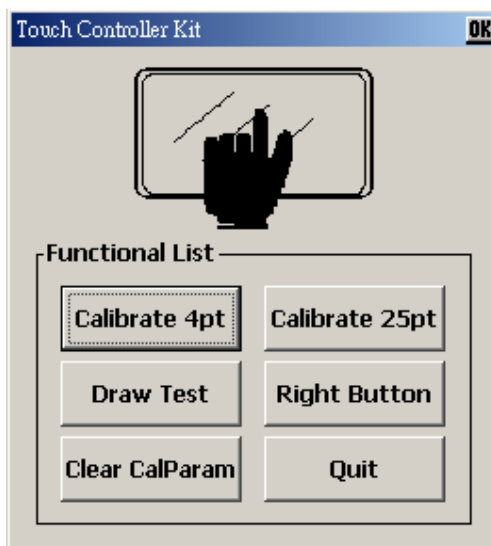 Touch Controller Kit OK
Functional List
Calibrate 4pt Calibrate 25pt
Draw Test Right Button
Clear CalParam Quit